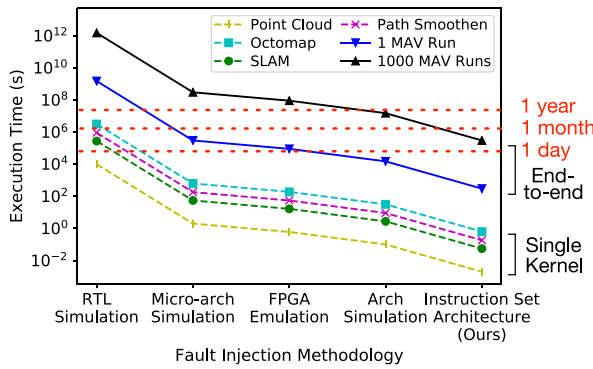 Point Cloud
Octomap
SLAM
Path Smoothen
1 MAV Run
1000 MAV Runs
Execution Time (s)
10^12
10^10
10^8
10^6
10^4
10^2
10^0
10^−2
1 year
1 month
1 day
End-
to-end
Single
Kernel
RTL
Simulation
Micro-arch
Simulation
FPGA
Emulation
Arch
Simulation
Instruction Set
Architecture
(Ours)
Fault Injection Methodology